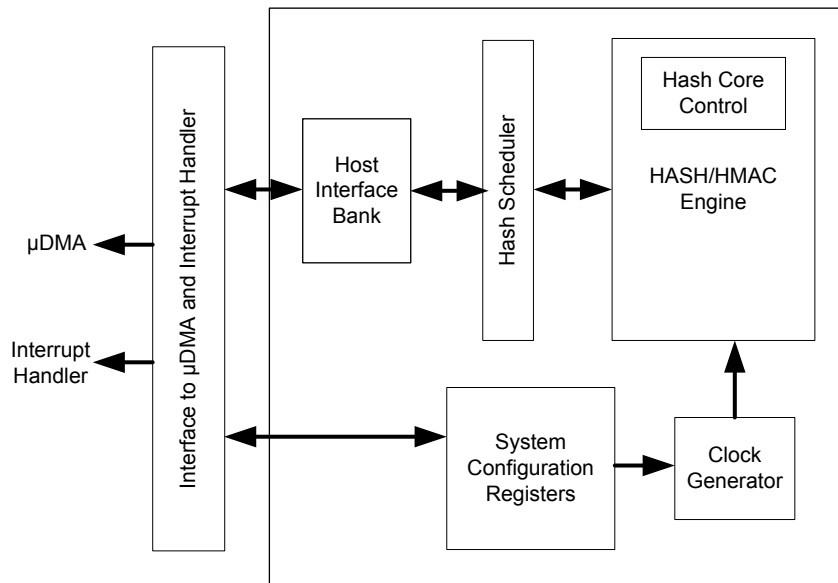 Hash Core
Control
HASH/HMAC
Engine
Host
Interface
Bank
Hash Scheduler
Interface to µDMA and Interrupt Handler
µDMA
Interrupt
Handler
System
Configuration
Registers
Clock
Generator